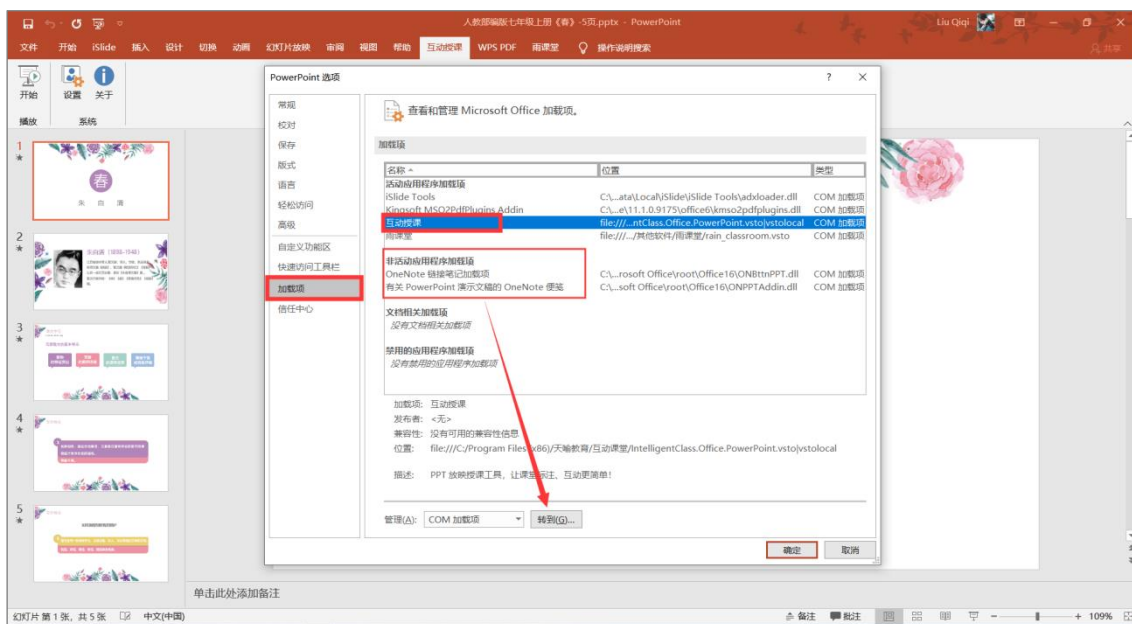 人教部编版七年级上册《春》-5页.pptx - PowerPoint
Liu Qiqi
文件 开始 iSlide 插入 设计 切换 动画 幻灯片放映 审阅 视图 帮助 互动授课 WPS PDF 雨课堂 操作说明搜索 共享
开始 设置 关于
播放 系统
PowerPoint 选项 ? ×
常规
校对
保存
版式
语言
轻松访问
高级
自定义功能区
快速访问工具栏
加载项
信任中心
查看和管理 Microsoft Office 加载项。
加载项
名称 位置 类型
活动应用程序加载项
iSlide Tools C:\...ata\Local\iSlide\iSlide Tools\adxloader.dll COM 加载项
Kingsoft MSO2PdfPlugins Addin C:\...e\11.1.0.9175\office6\kmso2pdfplugins.dll COM 加载项
互动授课 file:///...ntClass.Office.PowerPoint.vsto|vstolocal COM 加载项
雨课堂 file:///.../其他软件/雨课堂/rain_classroom.vsto COM 加载项
非活动应用程序加载项
OneNote 链接笔记加载项 C:\...rosoft Office\root\Office16\ONBttnPPT.dll COM 加载项
有关 PowerPoint 演示文稿的 OneNote 便笺 C:\...soft Office\root\Office16\ONPPTAddin.dll COM 加载项
文档相关加载项
没有文档相关加载项
禁用的应用程序加载项
没有禁用的应用程序加载项
加载项: 互动授课
发布者: <无>
兼容性: 没有可用的兼容性信息
位置: file:///C:/Program Files (x86)/天喻教育/互动课堂/IntelligentClass.Office.PowerPoint.vsto|vstolocal
描述: PPT 放映授课工具，让课堂标注、互动更简单！
管理(A): COM 加载项 转到(G)...
确定 取消
1
春
朱 自 清
2
朱自清（1898-1948）
3
4
5
单击此处添加备注
幻灯片 第 1 张，共 5 张 中文(中国) 备注 批注 - + 109%